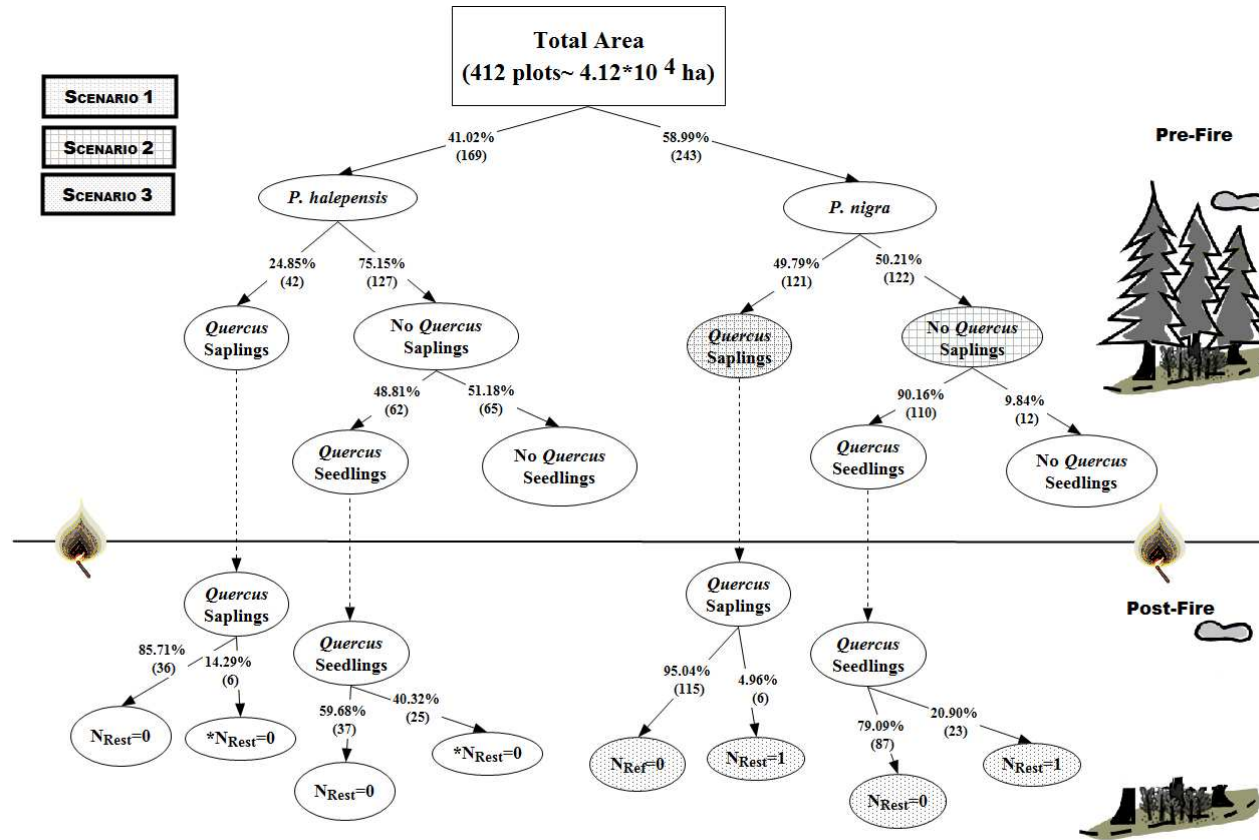 Total Area
(412 plots~ 4.12*10 4 ha)
SCENARIO 1
SCENARIO 2
SCENARIO 3
41.02%
(169)
58.99%
(243)
Pre-Fire
P. halepensis
P. nigra
24.85%
(42)
75.15%
(127)
49.79%
(121)
50.21%
(122)
Quercus
Saplings
No Quercus
Saplings
Quercus
Saplings
No Quercus
Saplings
48.81%
(62)
51.18%
(65)
90.16%
(110)
9.84%
(12)
Quercus
Seedlings
No Quercus
Seedlings
Quercus
Seedlings
No Quercus
Seedlings
Quercus
Saplings
Quercus
Saplings
Post-Fire
Quercus
Seedlings
Quercus
Seedlings
85.71%
(36)
14.29%
(6)
59.68%
(37)
40.32%
(25)
95.04%
(115)
4.96%
(6)
79.09%
(87)
20.90%
(23)
NRest=0
*NRest=0
NRest=0
*NRest=0
NRef=0
NRest=1
NRest=0
NRest=1